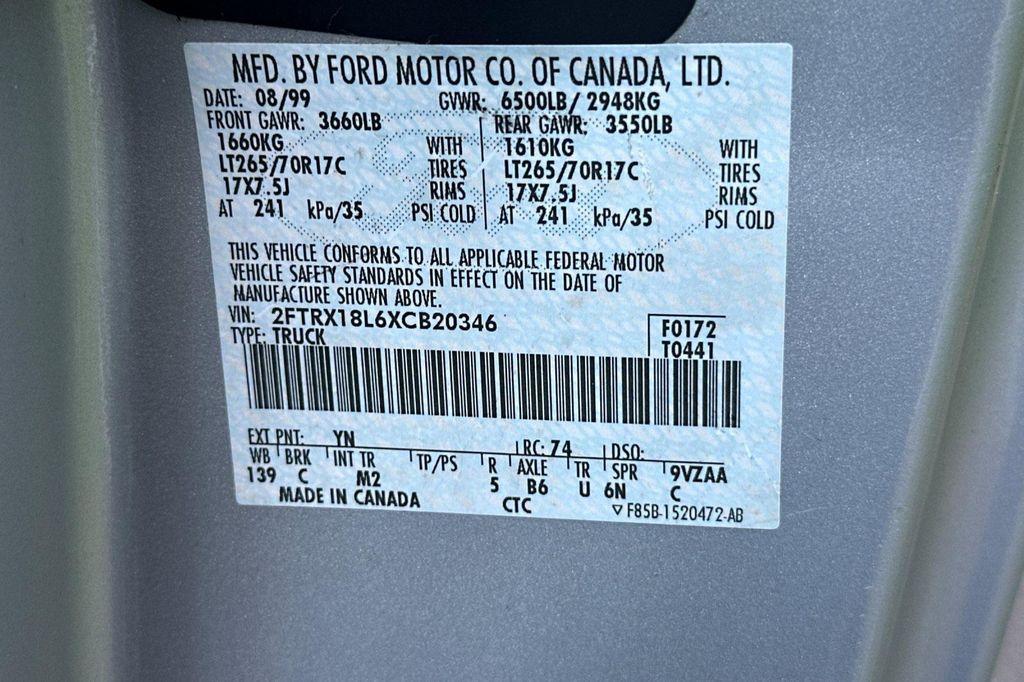 MFD. BY FORD MOTOR CO. OF CANADA, LTD.
DATE: 08/99 GVWR: 6500LB/ 2948KG
FRONT GAWR: 3660LB REAR GAWR: 3550LB
1660KG WITH 1610KG WITH
LT265/70R17C TIRES LT265/70R17C TIRES
17X7.5J RIMS 17X7.5J RIMS
AT 241 kPa/35 PSI COLD AT 241 kPa/35 PSI COLD
THIS VEHICLE CONFORMS TO ALL APPLICABLE FEDERAL MOTOR
VEHICLE SAFETY STANDARDS IN EFFECT ON THE DATE OF
MANUFACTURE SHOWN ABOVE.
VIN: 2FTRX18L6XCB20346 F0172
TYPE: TRUCK T0441
EXT PNT: YN RC: 74 DSO:
WB BRK INT TR TP/PS R AXLE TR SPR 9VZAA
139 C M2 5 B6 U 6N C
MADE IN CANADA CTC ▽ F85B-1520472-AB